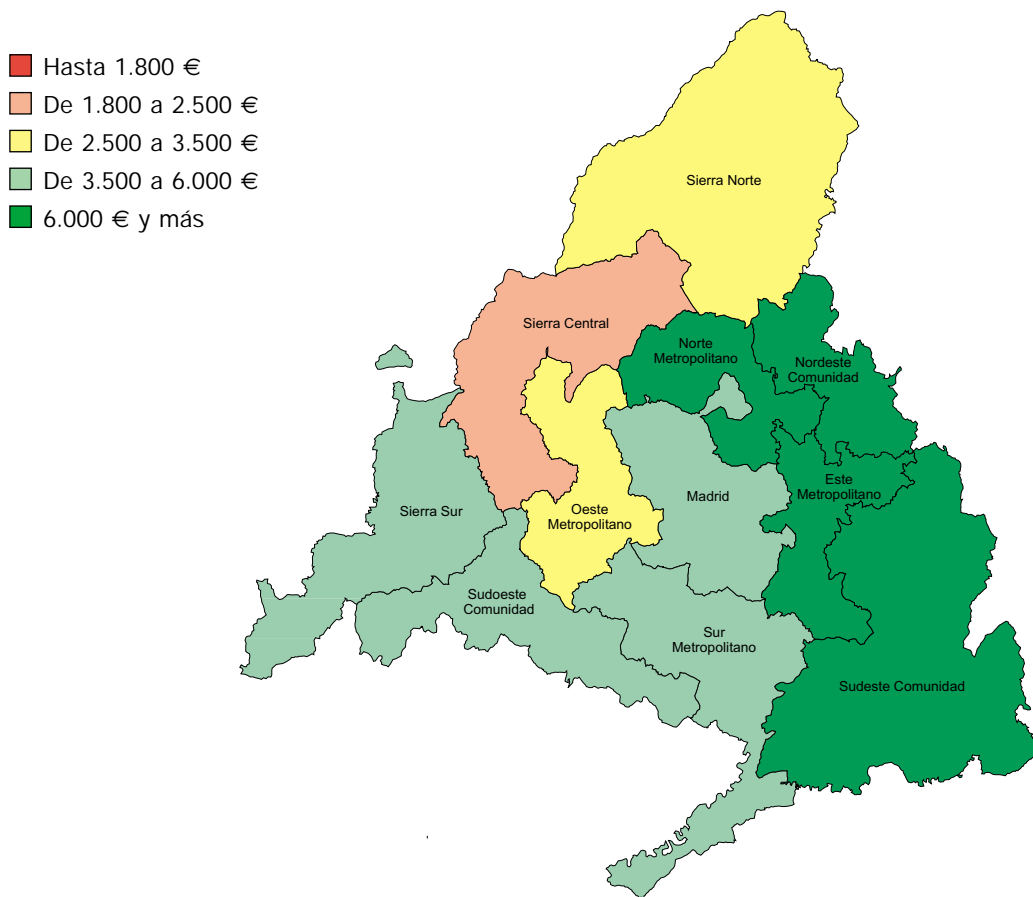 Hasta 1.800 €
De 1.800 a 2.500 €
De 2.500 a 3.500 €
De 3.500 a 6.000 €
6.000 € y más
Sierra Norte
Sierra Central
Norte
Metropolitano
Nordeste
Comunidad
Este
Metropolitano
Madrid
Sierra Sur
Oeste
Metropolitano
Sudoeste
Comunidad
Sur
Metropolitano
Sudeste Comunidad